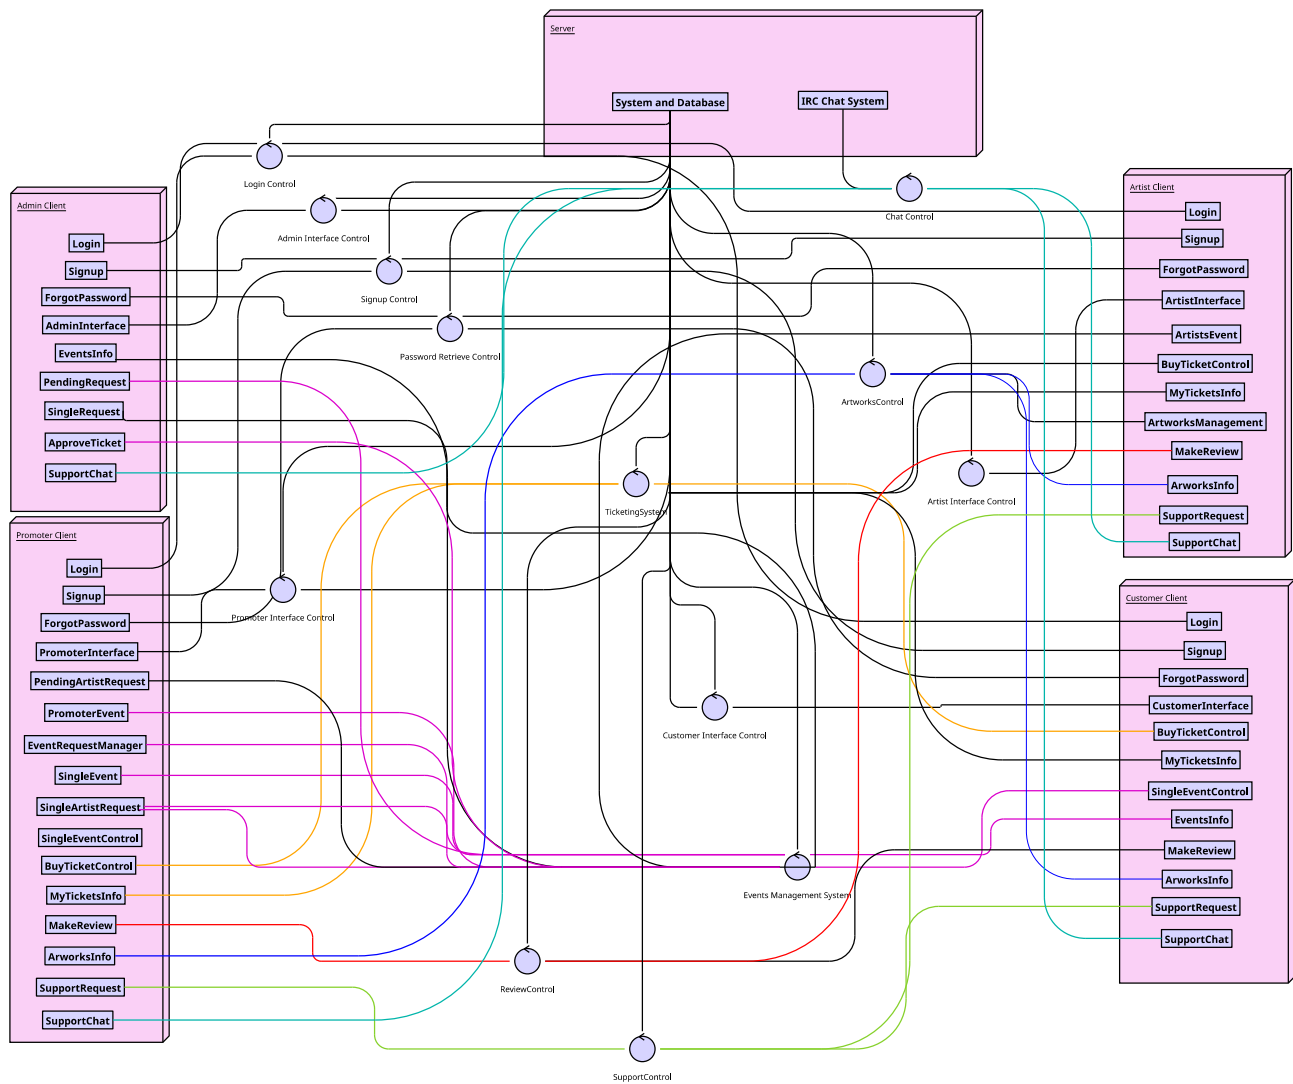 Server
System and Database
IRC Chat System
Login Control
Admin Interface Control
Signup Control
Password Retrieve Control
Chat Control
ArtworksControl
Artist Interface Control
TicketingSystem
Promoter Interface Control
Customer Interface Control
Events Management System
ReviewControl
SupportControl
Admin Client
Login
Signup
ForgotPassword
AdminInterface
EventsInfo
PendingRequest
SingleRequest
ApproveTicket
SupportChat
Promoter Client
Login
Signup
ForgotPassword
PromoterInterface
PendingArtistRequest
PromoterEvent
EventRequestManager
SingleEvent
SingleArtistRequest
SingleEventControl
BuyTicketControl
MyTicketsInfo
MakeReview
ArworksInfo
SupportRequest
SupportChat
Artist Client
Login
Signup
ForgotPassword
ArtistInterface
ArtistsEvent
BuyTicketControl
MyTicketsInfo
ArtworksManagement
MakeReview
ArworksInfo
SupportRequest
SupportChat
Customer Client
Login
Signup
ForgotPassword
CustomerInterface
BuyTicketControl
MyTicketsInfo
SingleEventControl
EventsInfo
MakeReview
ArworksInfo
SupportRequest
SupportChat